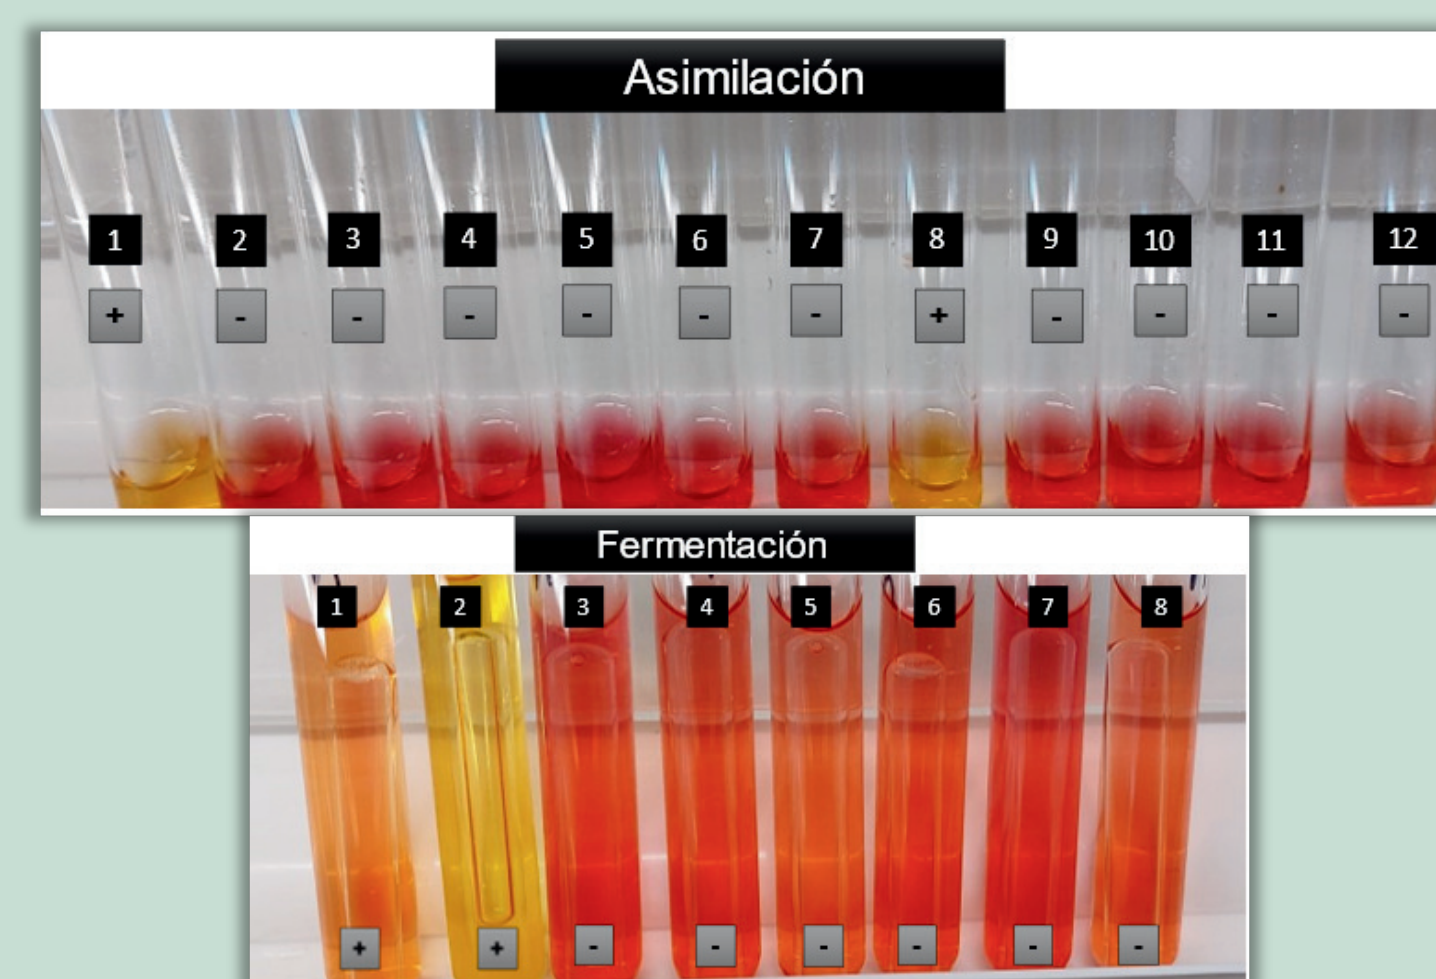 Asimilación
1 2 3 4 5 6 7 8 9 10 11 12
+ - - - - - - + - - - -
Fermentación
1 2 3 4 5 6 7 8
+ + - - - - - -